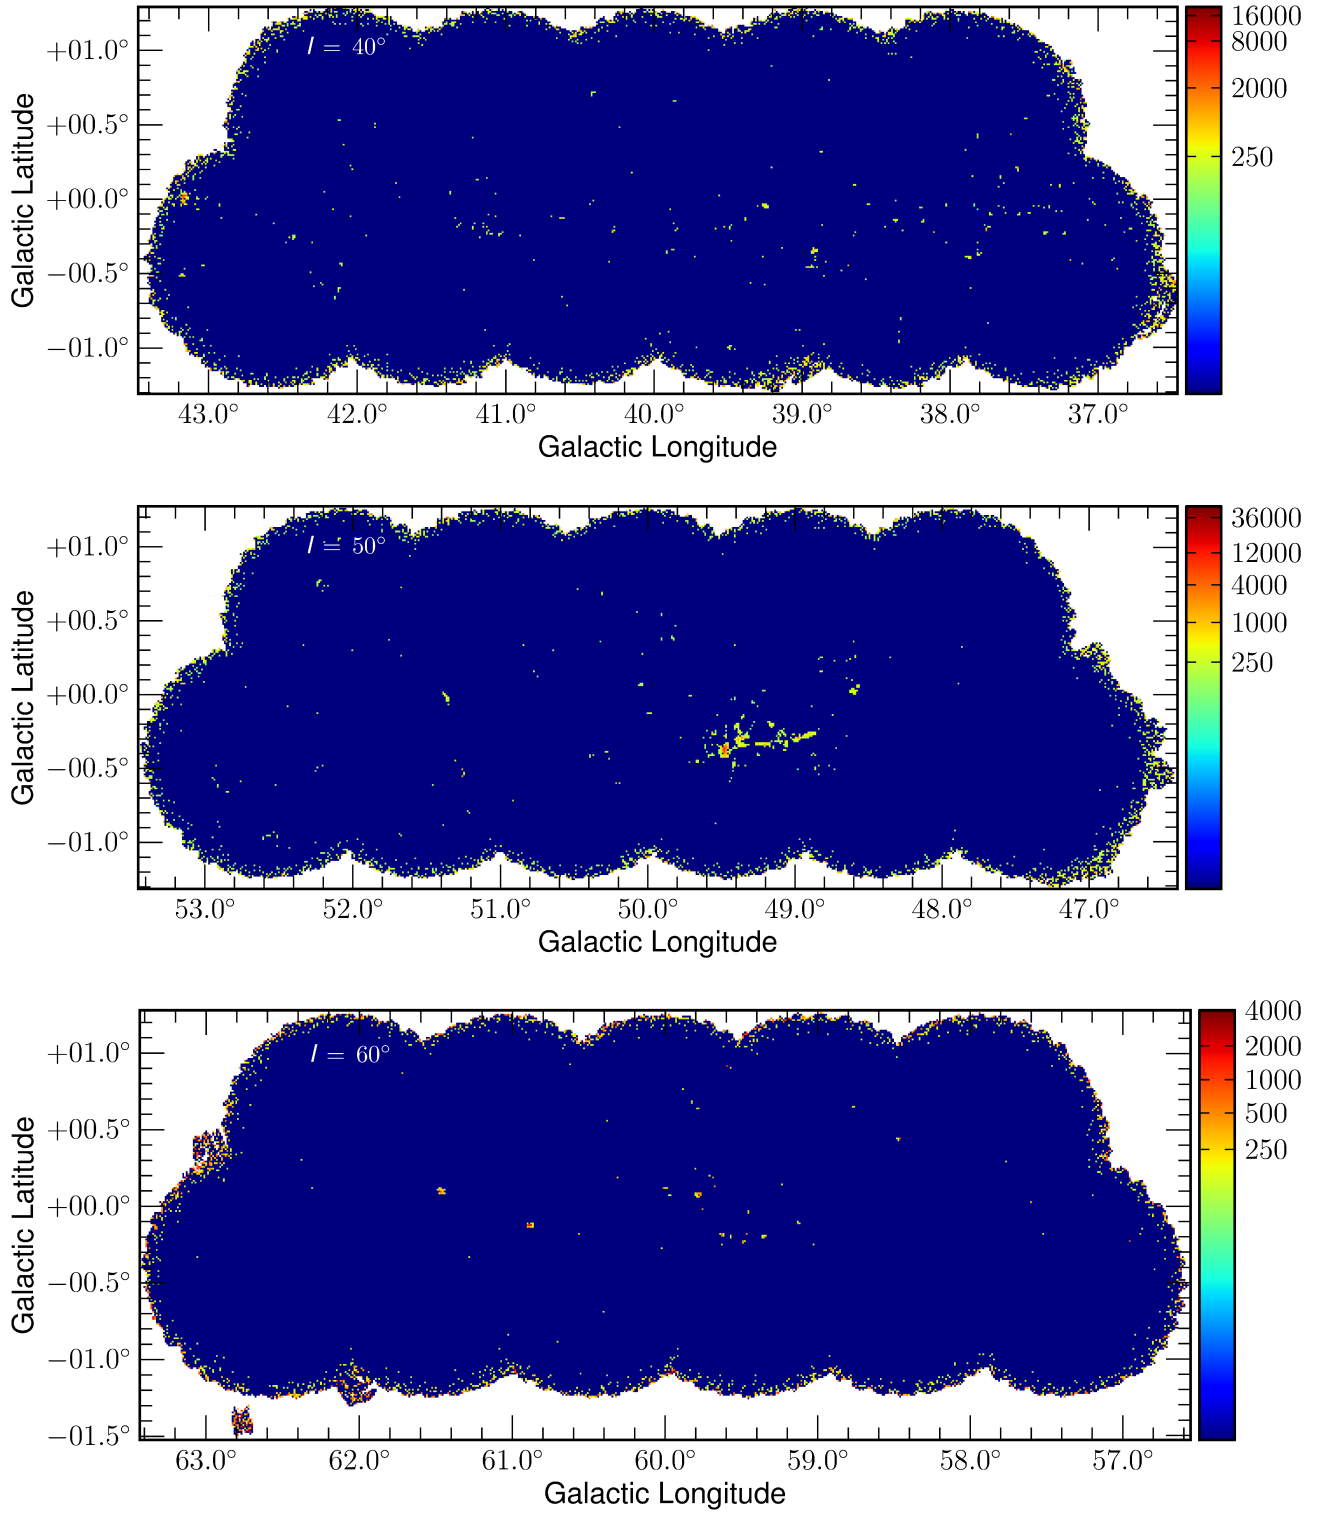 l = 40°
Galactic Latitude
+01.0°
+00.5°
+00.0°
−00.5°
−01.0°
43.0° 42.0° 41.0° 40.0° 39.0° 38.0° 37.0°
Galactic Longitude
16000
8000
2000
250
l = 50°
Galactic Latitude
+01.0°
+00.5°
+00.0°
−00.5°
−01.0°
53.0° 52.0° 51.0° 50.0° 49.0° 48.0° 47.0°
Galactic Longitude
36000
12000
4000
1000
250
l = 60°
Galactic Latitude
+01.0°
+00.5°
+00.0°
−00.5°
−01.0°
−01.5°
63.0° 62.0° 61.0° 60.0° 59.0° 58.0° 57.0°
Galactic Longitude
4000
2000
1000
500
250